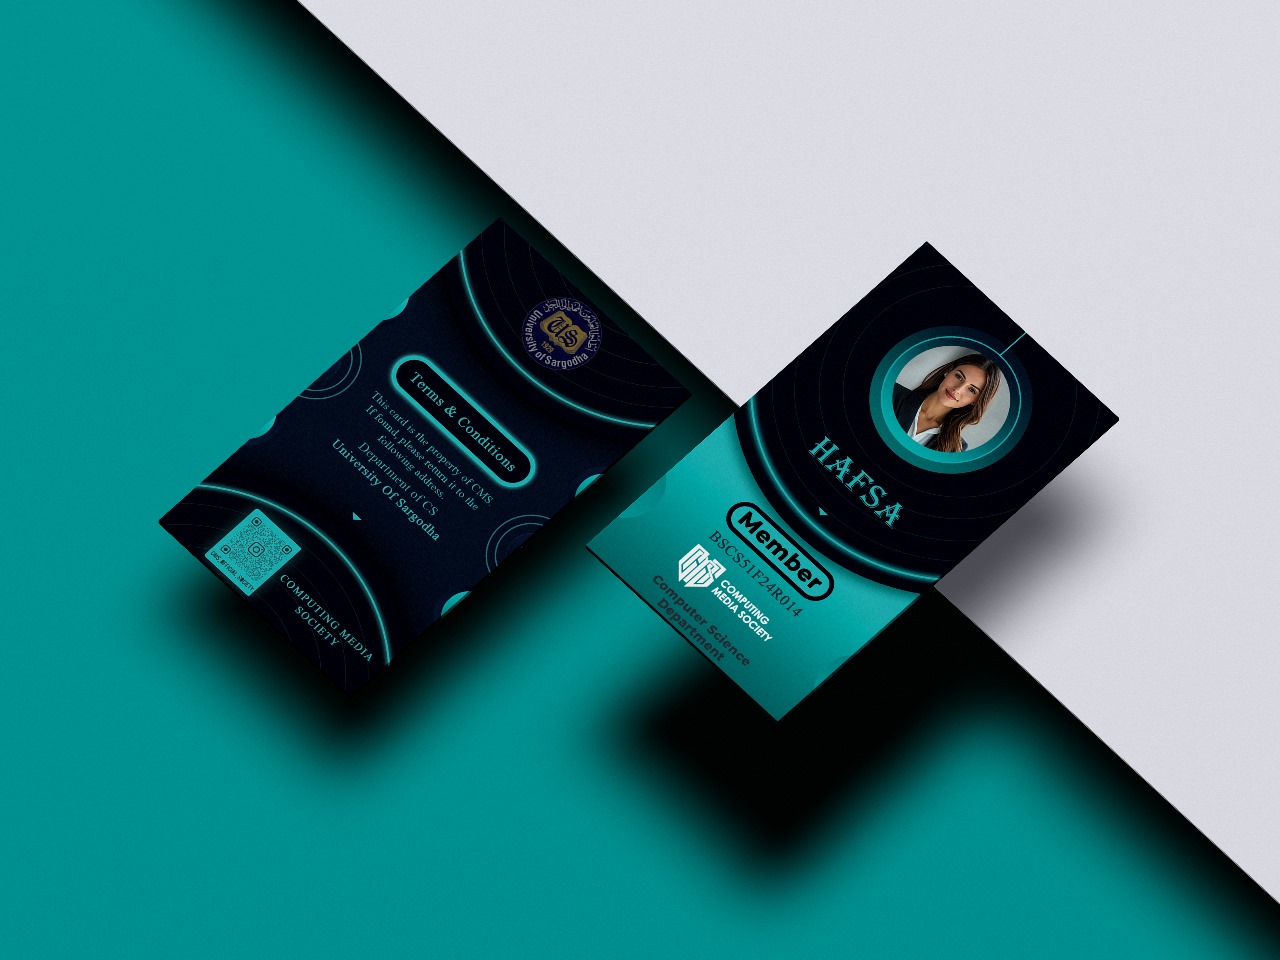 University of Sargodha
US
1929
Terms & Conditions
This card is the property of CMS.
If found, please return it to the
following address.
Department of CS
University Of Sargodha
COMPUTING MEDIA
SOCIETY
HAFSA
Member
BSCS51F24R014
CMS
COMPUTING
MEDIA SOCIETY
Computer Science
Department